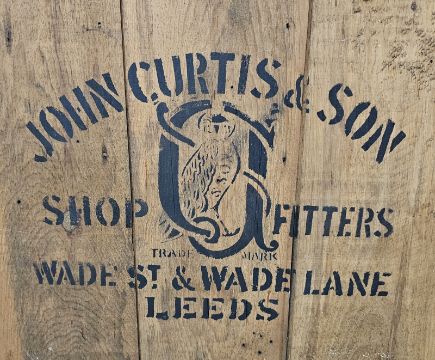 JOHN CURTIS & SON
SHOP FITTERS
TRADE MARK
WADE ST. & WADE LANE
LEEDS